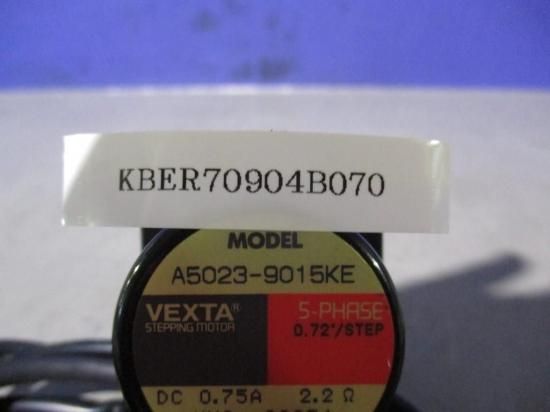 KBER70904B070
MODEL
A5023-9015KE
VEXTA® 5-PHASE
STEPPING MOTOR 0.72°/STEP
DC 0.75A 2.2Ω